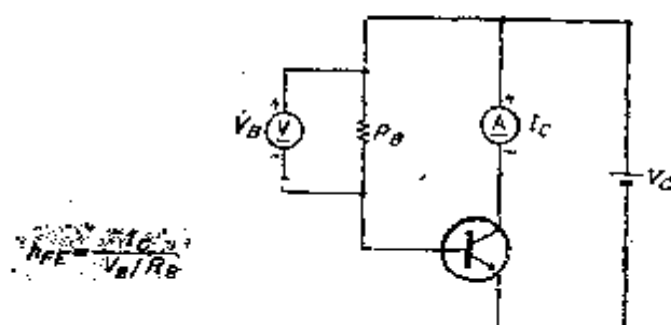 V_B
V
R_B
A
I_C
V_C
h_FE = I_C
V_B / R_B